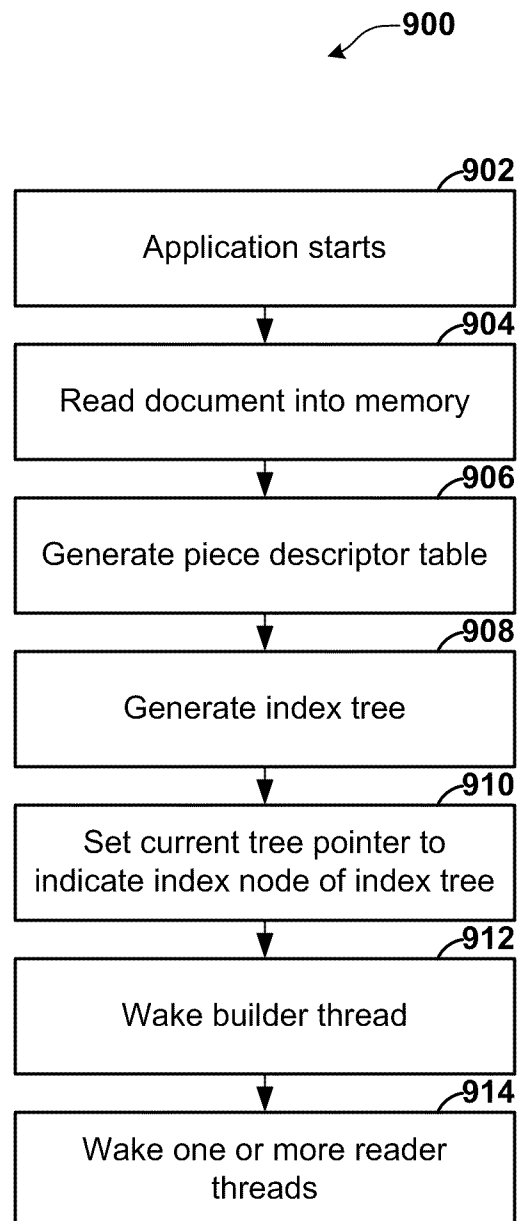 900
902
Application starts
904
Read document into memory
906
Generate piece descriptor table
908
Generate index tree
910
Set current tree pointer to
indicate index node of index tree
912
Wake builder thread
914
Wake one or more reader
threads